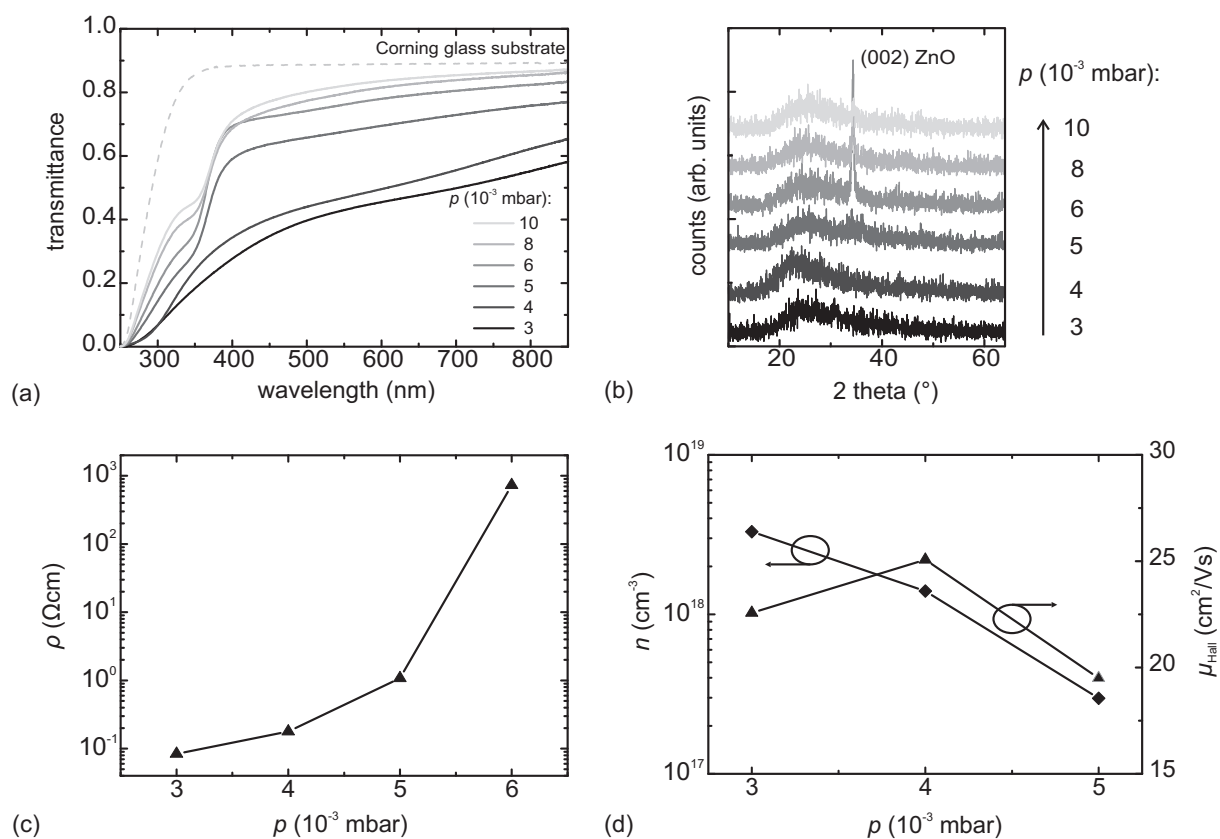 1.0
0.8
0.6
0.4
0.2
0.0
transmittance
Corning glass substrate
p (10⁻³ mbar):
10
8
6
5
4
3
300 400 500 600 700 800
wavelength (nm)
(a)
counts (arb. units)
(002) ZnO
20 40 60
2 theta (°)
p (10⁻³ mbar):
10
8
6
5
4
3
(b)
10³
10²
10¹
10⁰
10⁻¹
ρ (Ωcm)
3 4 5 6
p (10⁻³ mbar)
(c)
10¹⁹
10¹⁸
10¹⁷
n (cm⁻³)
30
25
20
15
μHall (cm²/Vs)
3 4 5
p (10⁻³ mbar)
(d)